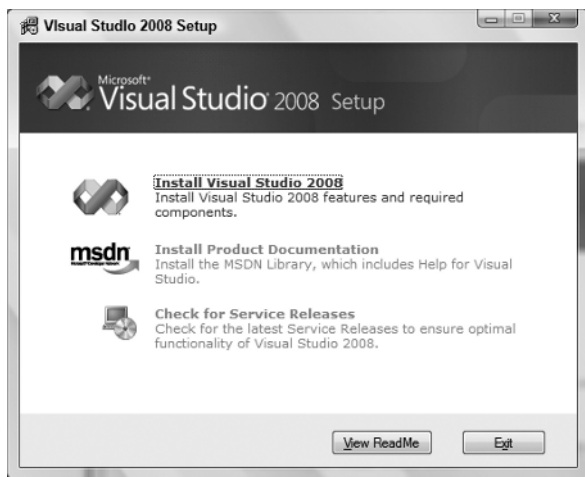 Visual Studio 2008 Setup
Microsoft®
Visual Studio® 2008 Setup
Install Visual Studio 2008
Install Visual Studio 2008 features and required
components.
msdn
Install Product Documentation
Install the MSDN Library, which includes Help for Visual
Studio.
Check for Service Releases
Check for the latest Service Releases to ensure optimal
functionality of Visual Studio 2008.
View ReadMe
Exit